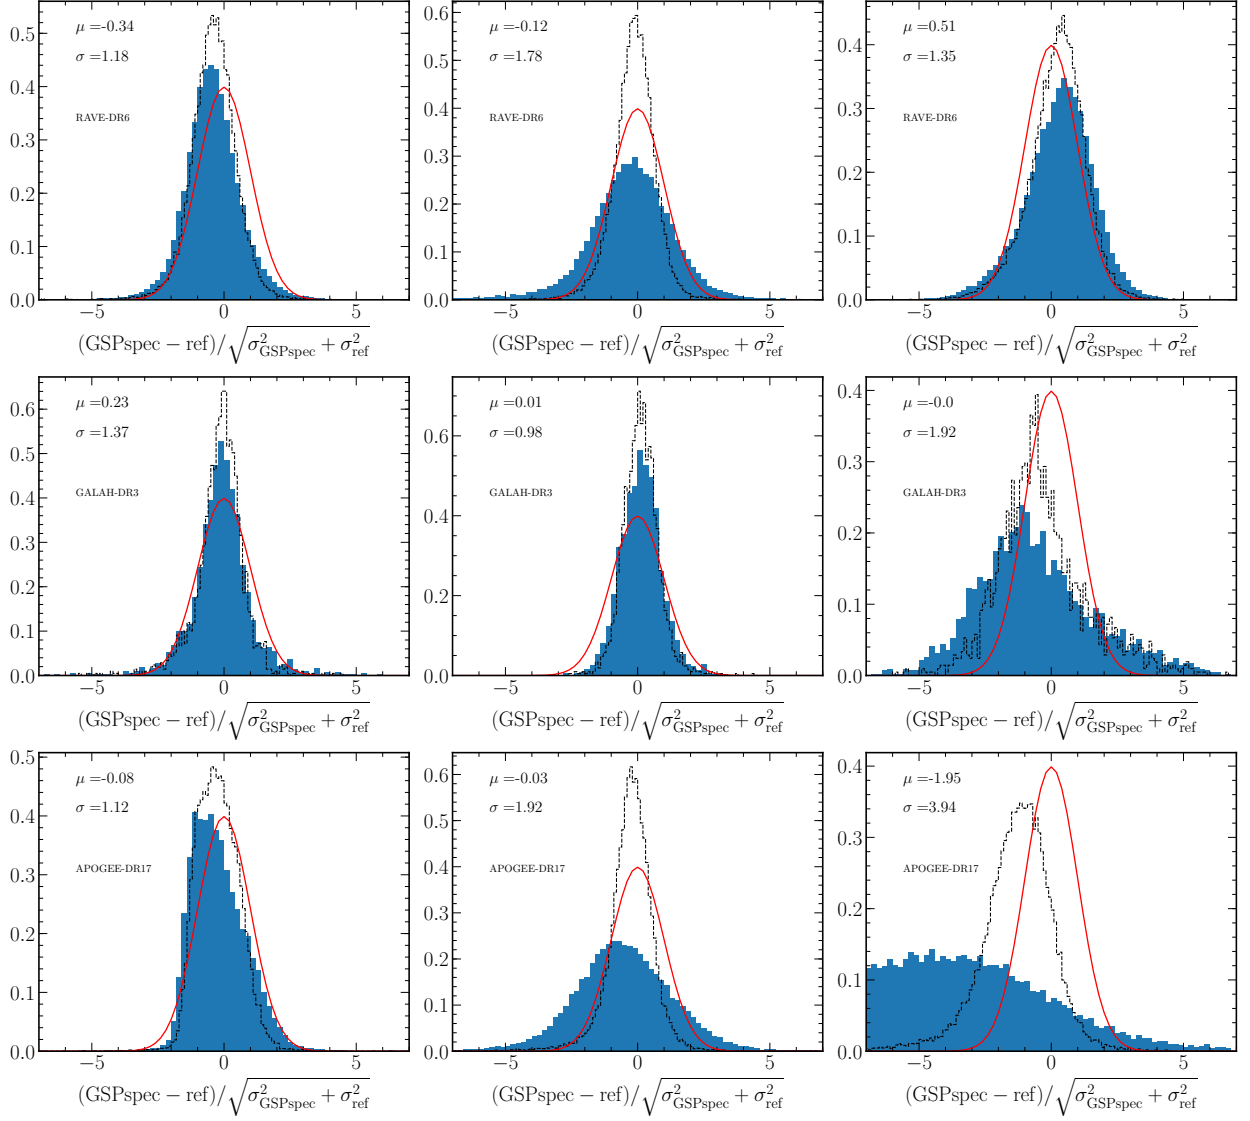 0.5
0.4
0.3
0.2
0.1
0.0
μ =-0.34
σ =1.18
RAVE-DR6
−5 0 5
(GSPspec − ref)/√σ²GSPspec + σ²ref
0.6
0.5
0.4
0.3
0.2
0.1
0.0
μ =-0.12
σ =1.78
RAVE-DR6
−5 0 5
(GSPspec − ref)/√σ²GSPspec + σ²ref
0.4
0.3
0.2
0.1
0.0
μ =0.51
σ =1.35
RAVE-DR6
−5 0 5
(GSPspec − ref)/√σ²GSPspec + σ²ref
0.6
0.5
0.4
0.3
0.2
0.1
0.0
μ =0.23
σ =1.37
GALAH-DR3
−5 0 5
(GSPspec − ref)/√σ²GSPspec + σ²ref
0.6
0.4
0.2
0.0
μ =0.01
σ =0.98
GALAH-DR3
−5 0 5
(GSPspec − ref)/√σ²GSPspec + σ²ref
0.4
0.3
0.2
0.1
0.0
μ =-0.0
σ =1.92
GALAH-DR3
−5 0 5
(GSPspec − ref)/√σ²GSPspec + σ²ref
0.5
0.4
0.3
0.2
0.1
0.0
μ =-0.08
σ =1.12
APOGEE-DR17
−5 0 5
(GSPspec − ref)/√σ²GSPspec + σ²ref
0.6
0.5
0.4
0.3
0.2
0.1
0.0
μ =-0.03
σ =1.92
APOGEE-DR17
−5 0 5
(GSPspec − ref)/√σ²GSPspec + σ²ref
0.4
0.3
0.2
0.1
0.0
μ =-1.95
σ =3.94
APOGEE-DR17
−5 0 5
(GSPspec − ref)/√σ²GSPspec + σ²ref